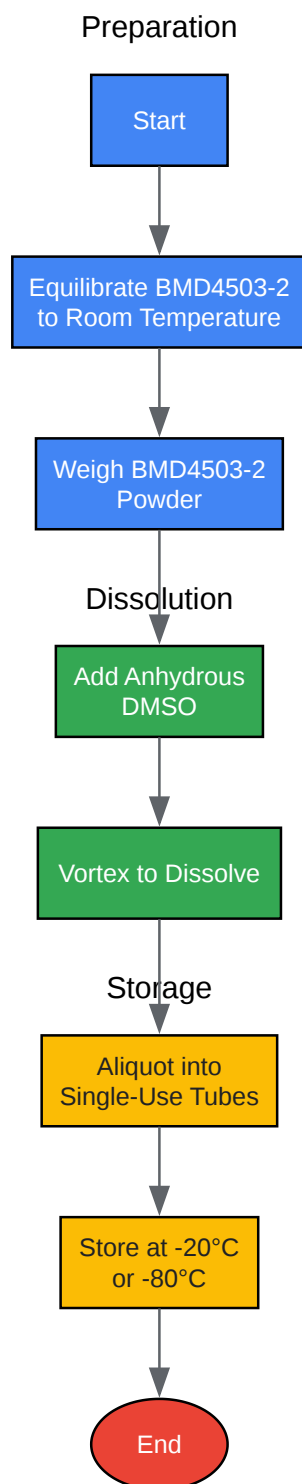 Preparation
Start
Equilibrate BMD4503-2
to Room Temperature
Weigh BMD4503-2
Powder
Dissolution
Add Anhydrous
DMSO
Vortex to Dissolve
Storage
Aliquot into
Single-Use Tubes
Store at -20°C
or -80°C
End